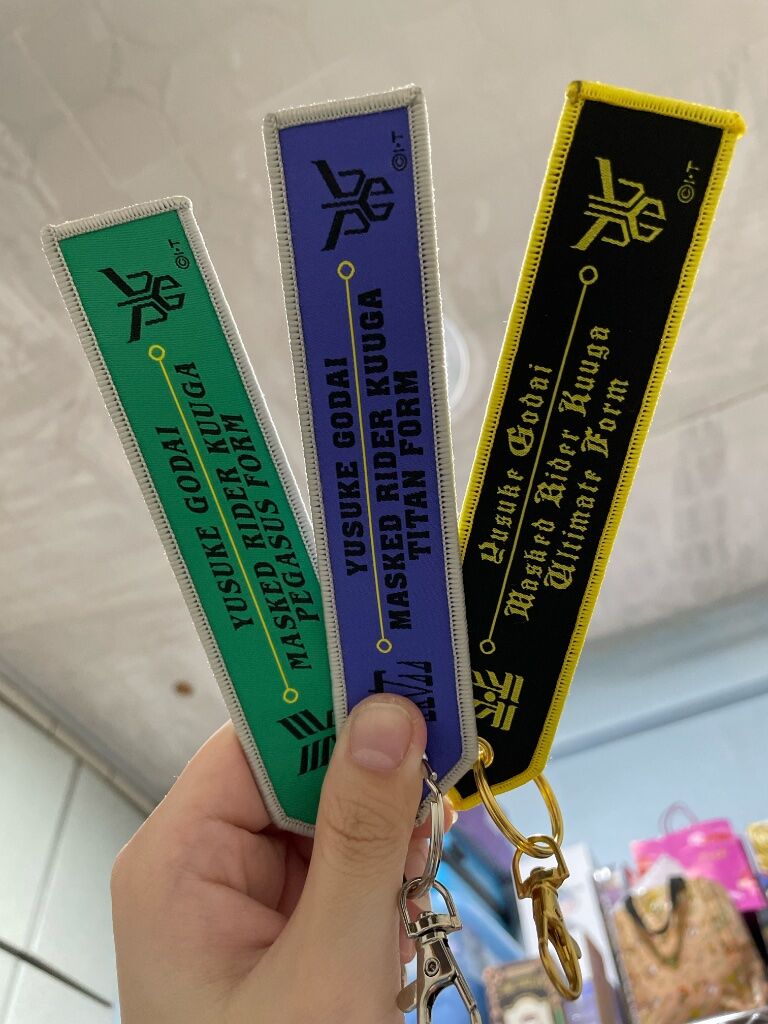 ©I·T
YUSUKE GODAI
MASKED RIDER KUUGA
PEGASUS FORM
©I·T
YUSUKE GODAI
MASKED RIDER KUUGA
TITAN FORM
©I·T
Yusuke Godai
Masked Rider Kuuga
Ultimate Form